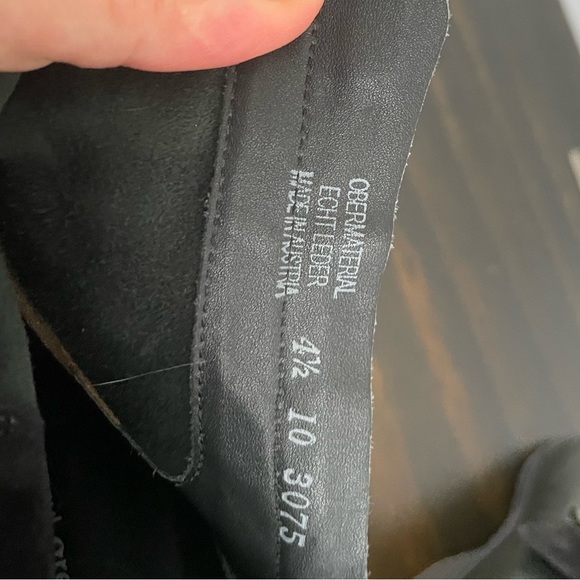 OBERMATERIAL
ECHT LEDER
MADE IN AUSTRIA
4½ 10 3075